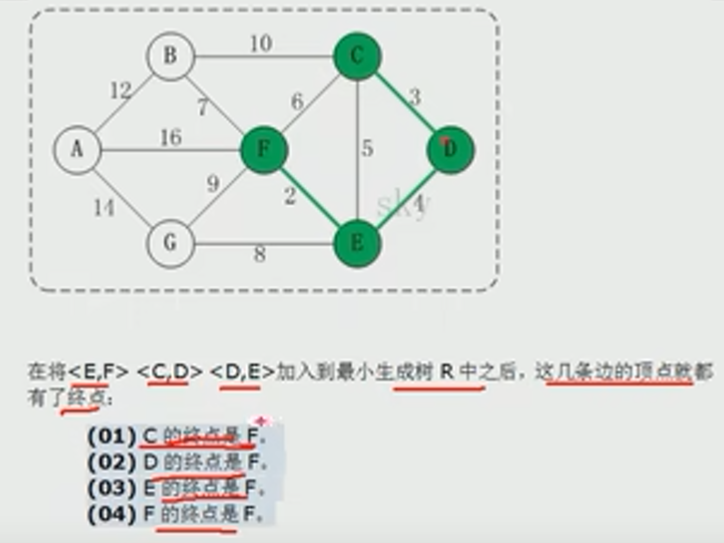 B 10 C
12 7 6 3
A 16 F 5 D
14 9 2 sky 4
G 8 E
在将<E,F> <C,D> <D,E>加入到最小生成树 R 中之后，这几条边的顶点就都
有了终点：
(01) C 的终点是 F。
(02) D 的终点是 F。
(03) E 的终点是 F。
(04) F 的终点是 F。